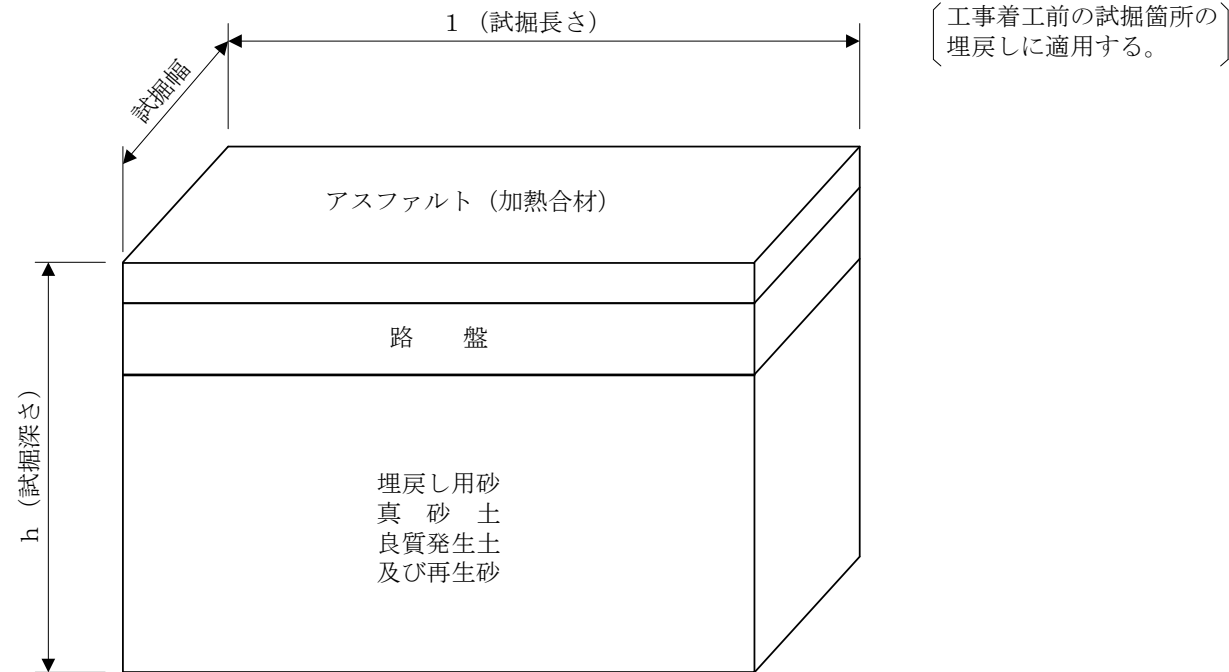 1 （試掘長さ）
工事着工前の試掘箇所の
埋戻しに適用する。
試掘幅
アスファルト（加熱合材）
路　　盤
h（試掘深さ）
埋戻し用砂
真　砂　土
良質発生土
及び再生砂